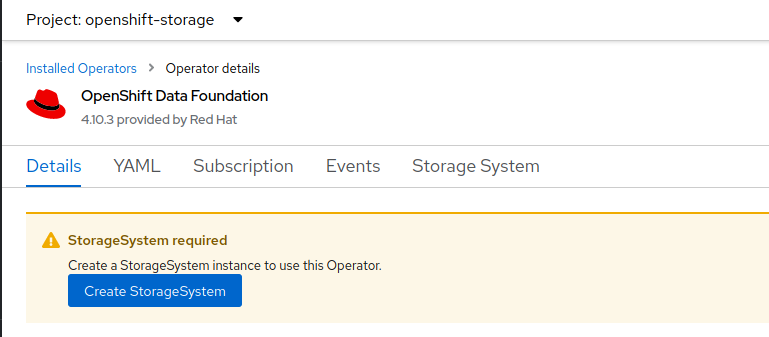 Project: openshift-storage
Installed Operators > Operator details
OpenShift Data Foundation
4.10.3 provided by Red Hat
Details YAML Subscription Events Storage System
StorageSystem required
Create a StorageSystem instance to use this Operator.
Create StorageSystem